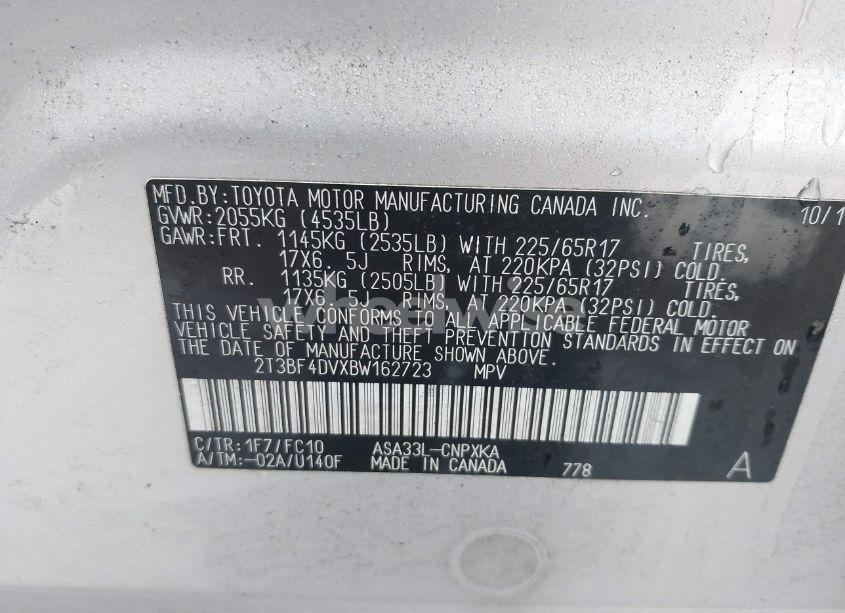 MFD.BY:TOYOTA MOTOR MANUFACTURING CANADA INC. 10/1
GVWR:2055KG (4535LB)
GAWR:FRT. 1145KG (2535LB) WITH 225/65R17 TIRES,
17X6.5J RIMS, AT 220KPA (32PSI) COLD.
RR. 1135KG (2505LB) WITH 225/65R17 TIRES,
17X6.5J RIMS, AT 220KPA (32PSI) COLD.
THIS VEHICLE CONFORMS TO ALL APPLICABLE FEDERAL MOTOR
VEHICLE SAFETY AND THEFT PREVENTION STANDARDS IN EFFECT ON
THE DATE OF MANUFACTURE SHOWN ABOVE.
2T3BF4DVXBW162723 MPV
C/TR:1F7/FC10 ASA33L-CNPXKA
A/TM:-02A/U140F MADE IN CANADA 778 A
wheelwise